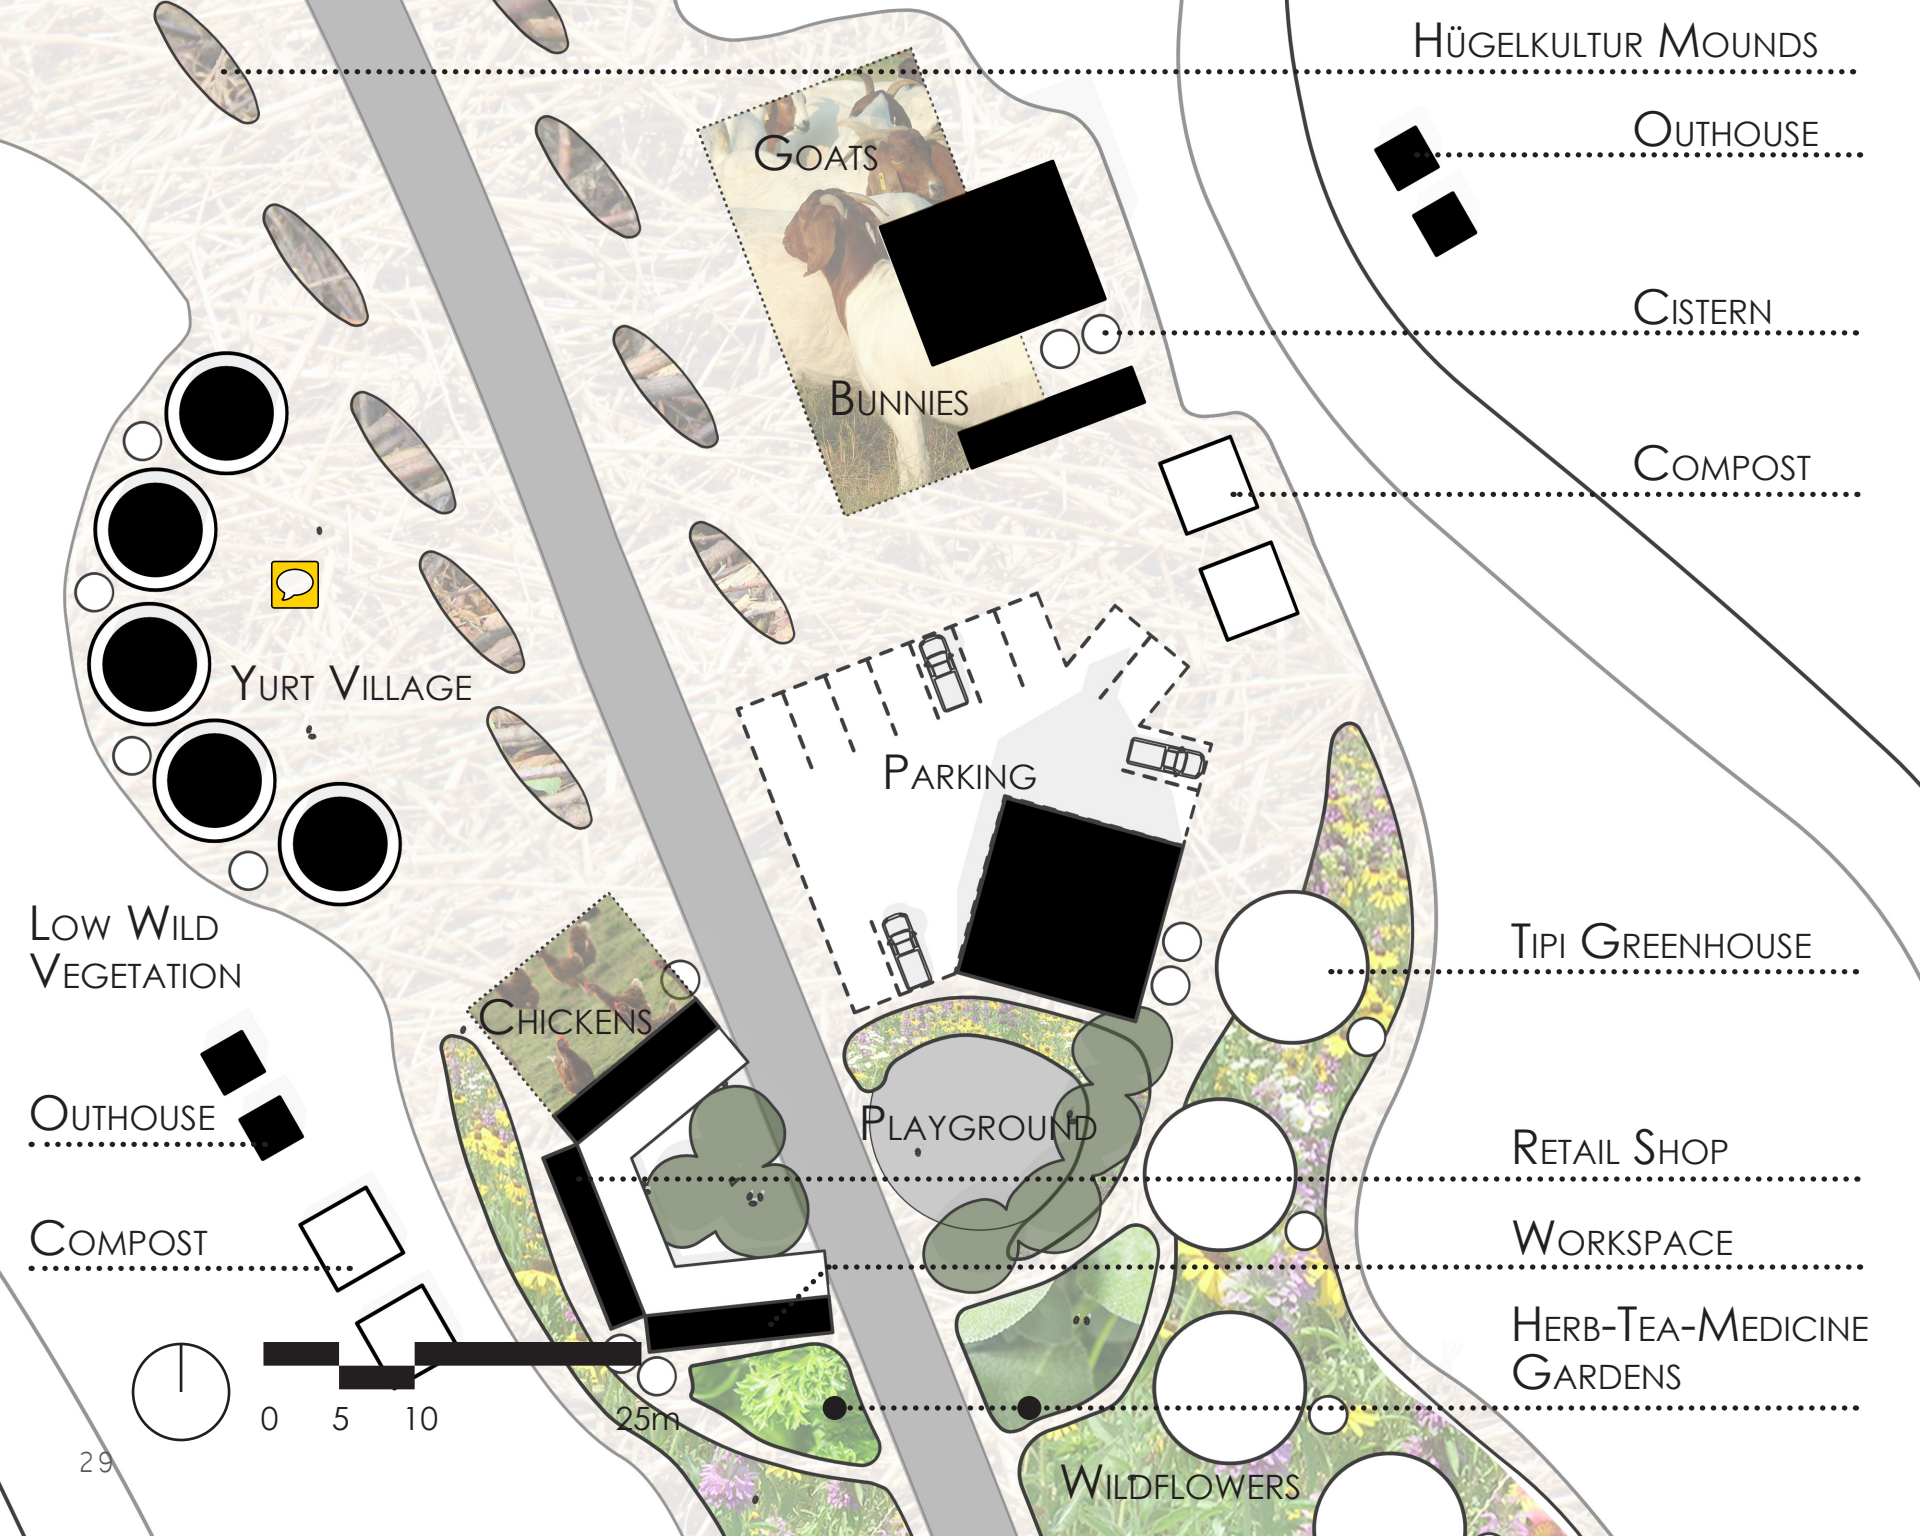 Hügelkultur Mounds
Outhouse
Goats
Cistern
Bunnies
Compost
Yurt Village
Parking
Low Wild
Vegetation
Tipi Greenhouse
Chickens
Outhouse
Playground
Retail Shop
Compost
Workspace
Herb-Tea-Medicine
Gardens
0 5 10 25m
29
Wildflowers